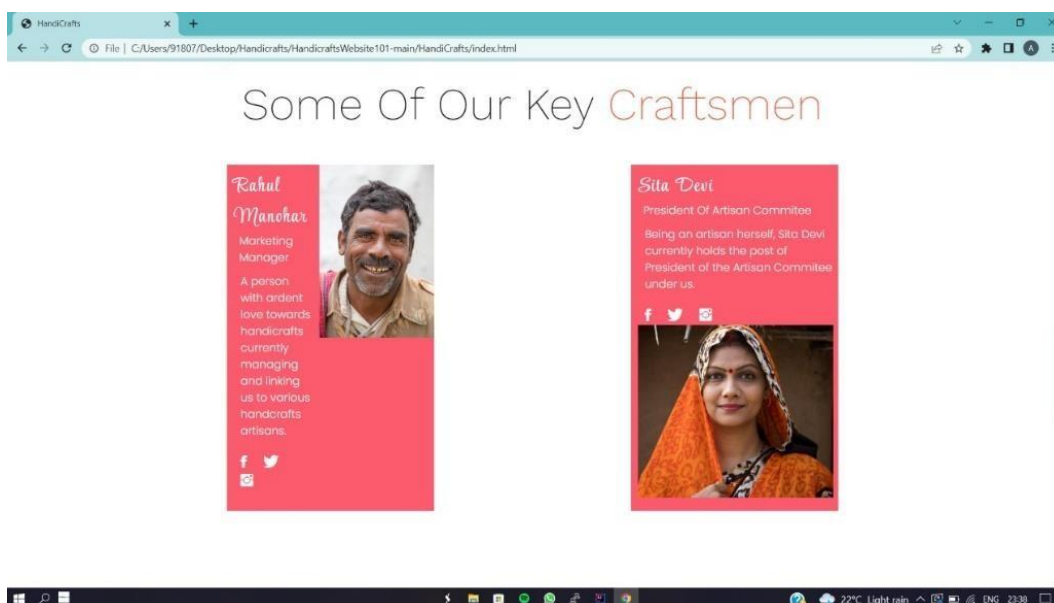 HandiCrafts
File | C:/Users/91807/Desktop/Handicrafts/HandicraftsWebsite101-main/HandiCrafts/index.html
A
Some Of Our Key Craftsmen
Rahul
Manohar
Marketing
Manager
A person
with ardent
love towards
handicrafts
currently
managing
and linking
us to various
handcrafts
artisans.
Sita Devi
President Of Artisan Commitee
Being an artisan herself, Sita Devi
currently holds the post of
President of the Artisan Commitee
under us.
22°C Light rain ENG 23:38